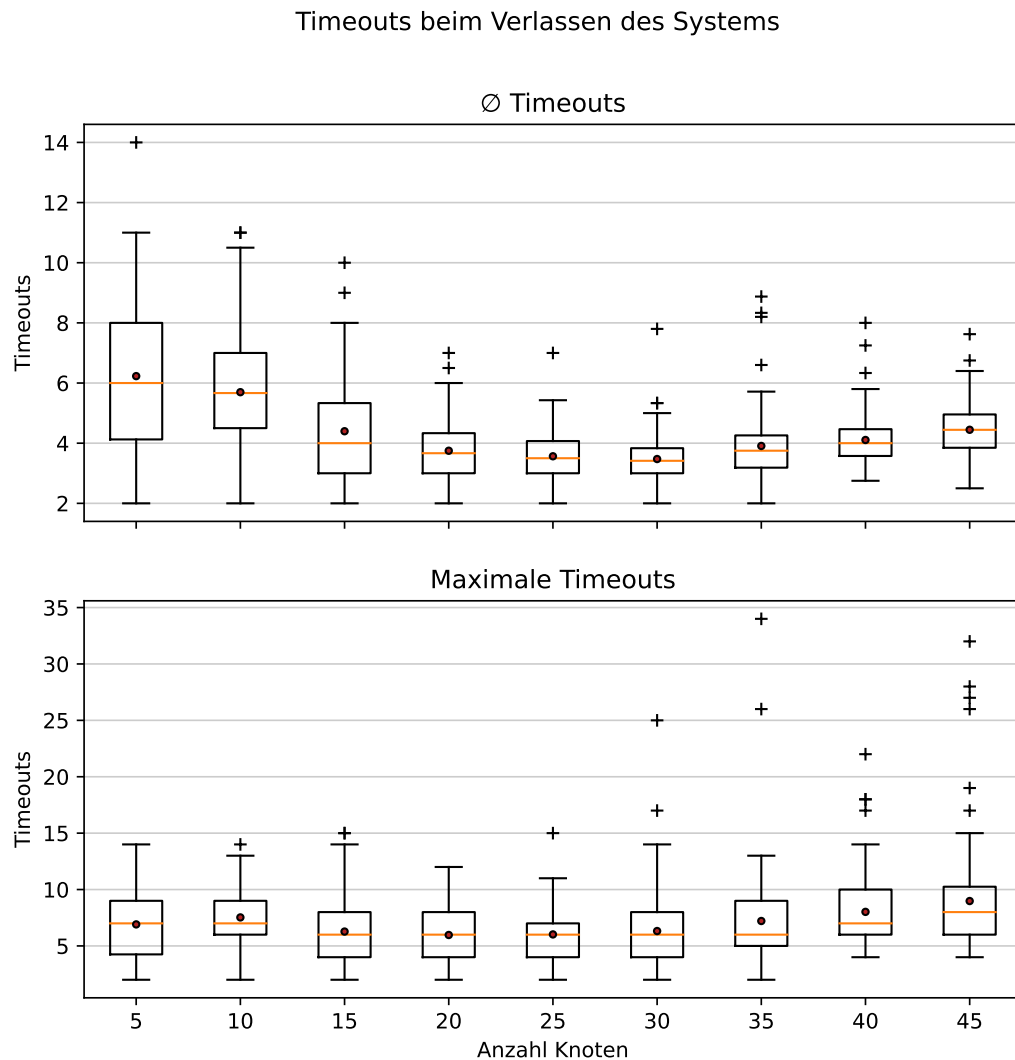 Timeouts beim Verlassen des Systems
∅ Timeouts
14
12
10
8
6
4
2
Timeouts
Maximale Timeouts
35
30
25
20
15
10
5
Timeouts
5 10 15 20 25 30 35 40 45
Anzahl Knoten